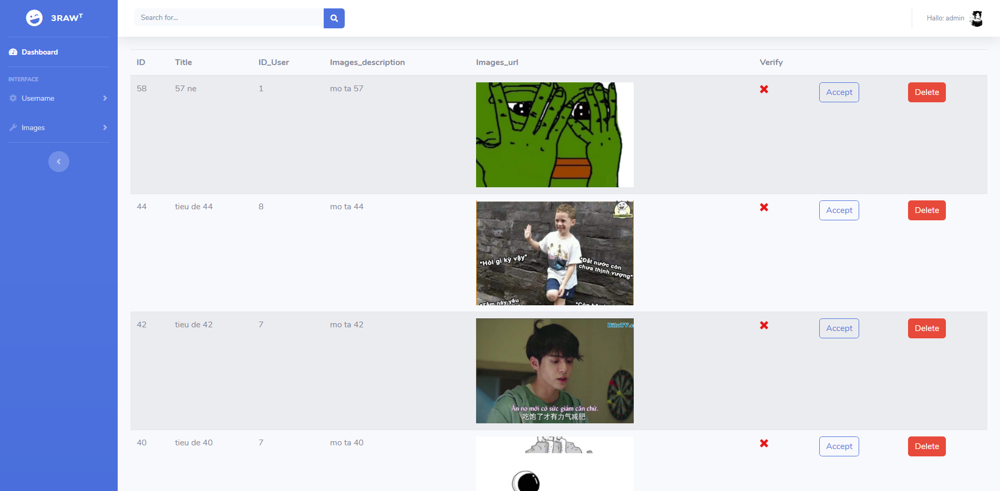 3RAWT
Search for...
Hallo: admin
Dashboard
INTERFACE
Username
Images
ID Title ID_User Images_description Images_url Verify
58 57 ne 1 mo ta 57 Accept Delete
44 tieu de 44 8 mo ta 44 Accept Delete
*Hỏi gì kỳ vậy*
*Đất nước còn
chưa thịnh vượng*
*Tầm này yêu
42 tieu de 42 7 mo ta 42 Accept Delete
BiluTV.c
Ăn no mới có sức giảm cân chứ.
吃饱了才有力气减肥
40 tieu de 40 7 mo ta 40 Accept Delete